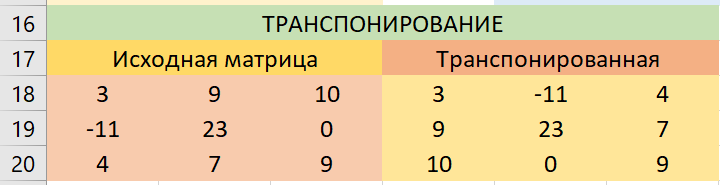 16 ТРАНСПОНИРОВАНИЕ
17 Исходная матрица Транспонированная
18 3 9 10 3 -11 4
19 -11 23 0 9 23 7
20 4 7 9 10 0 9